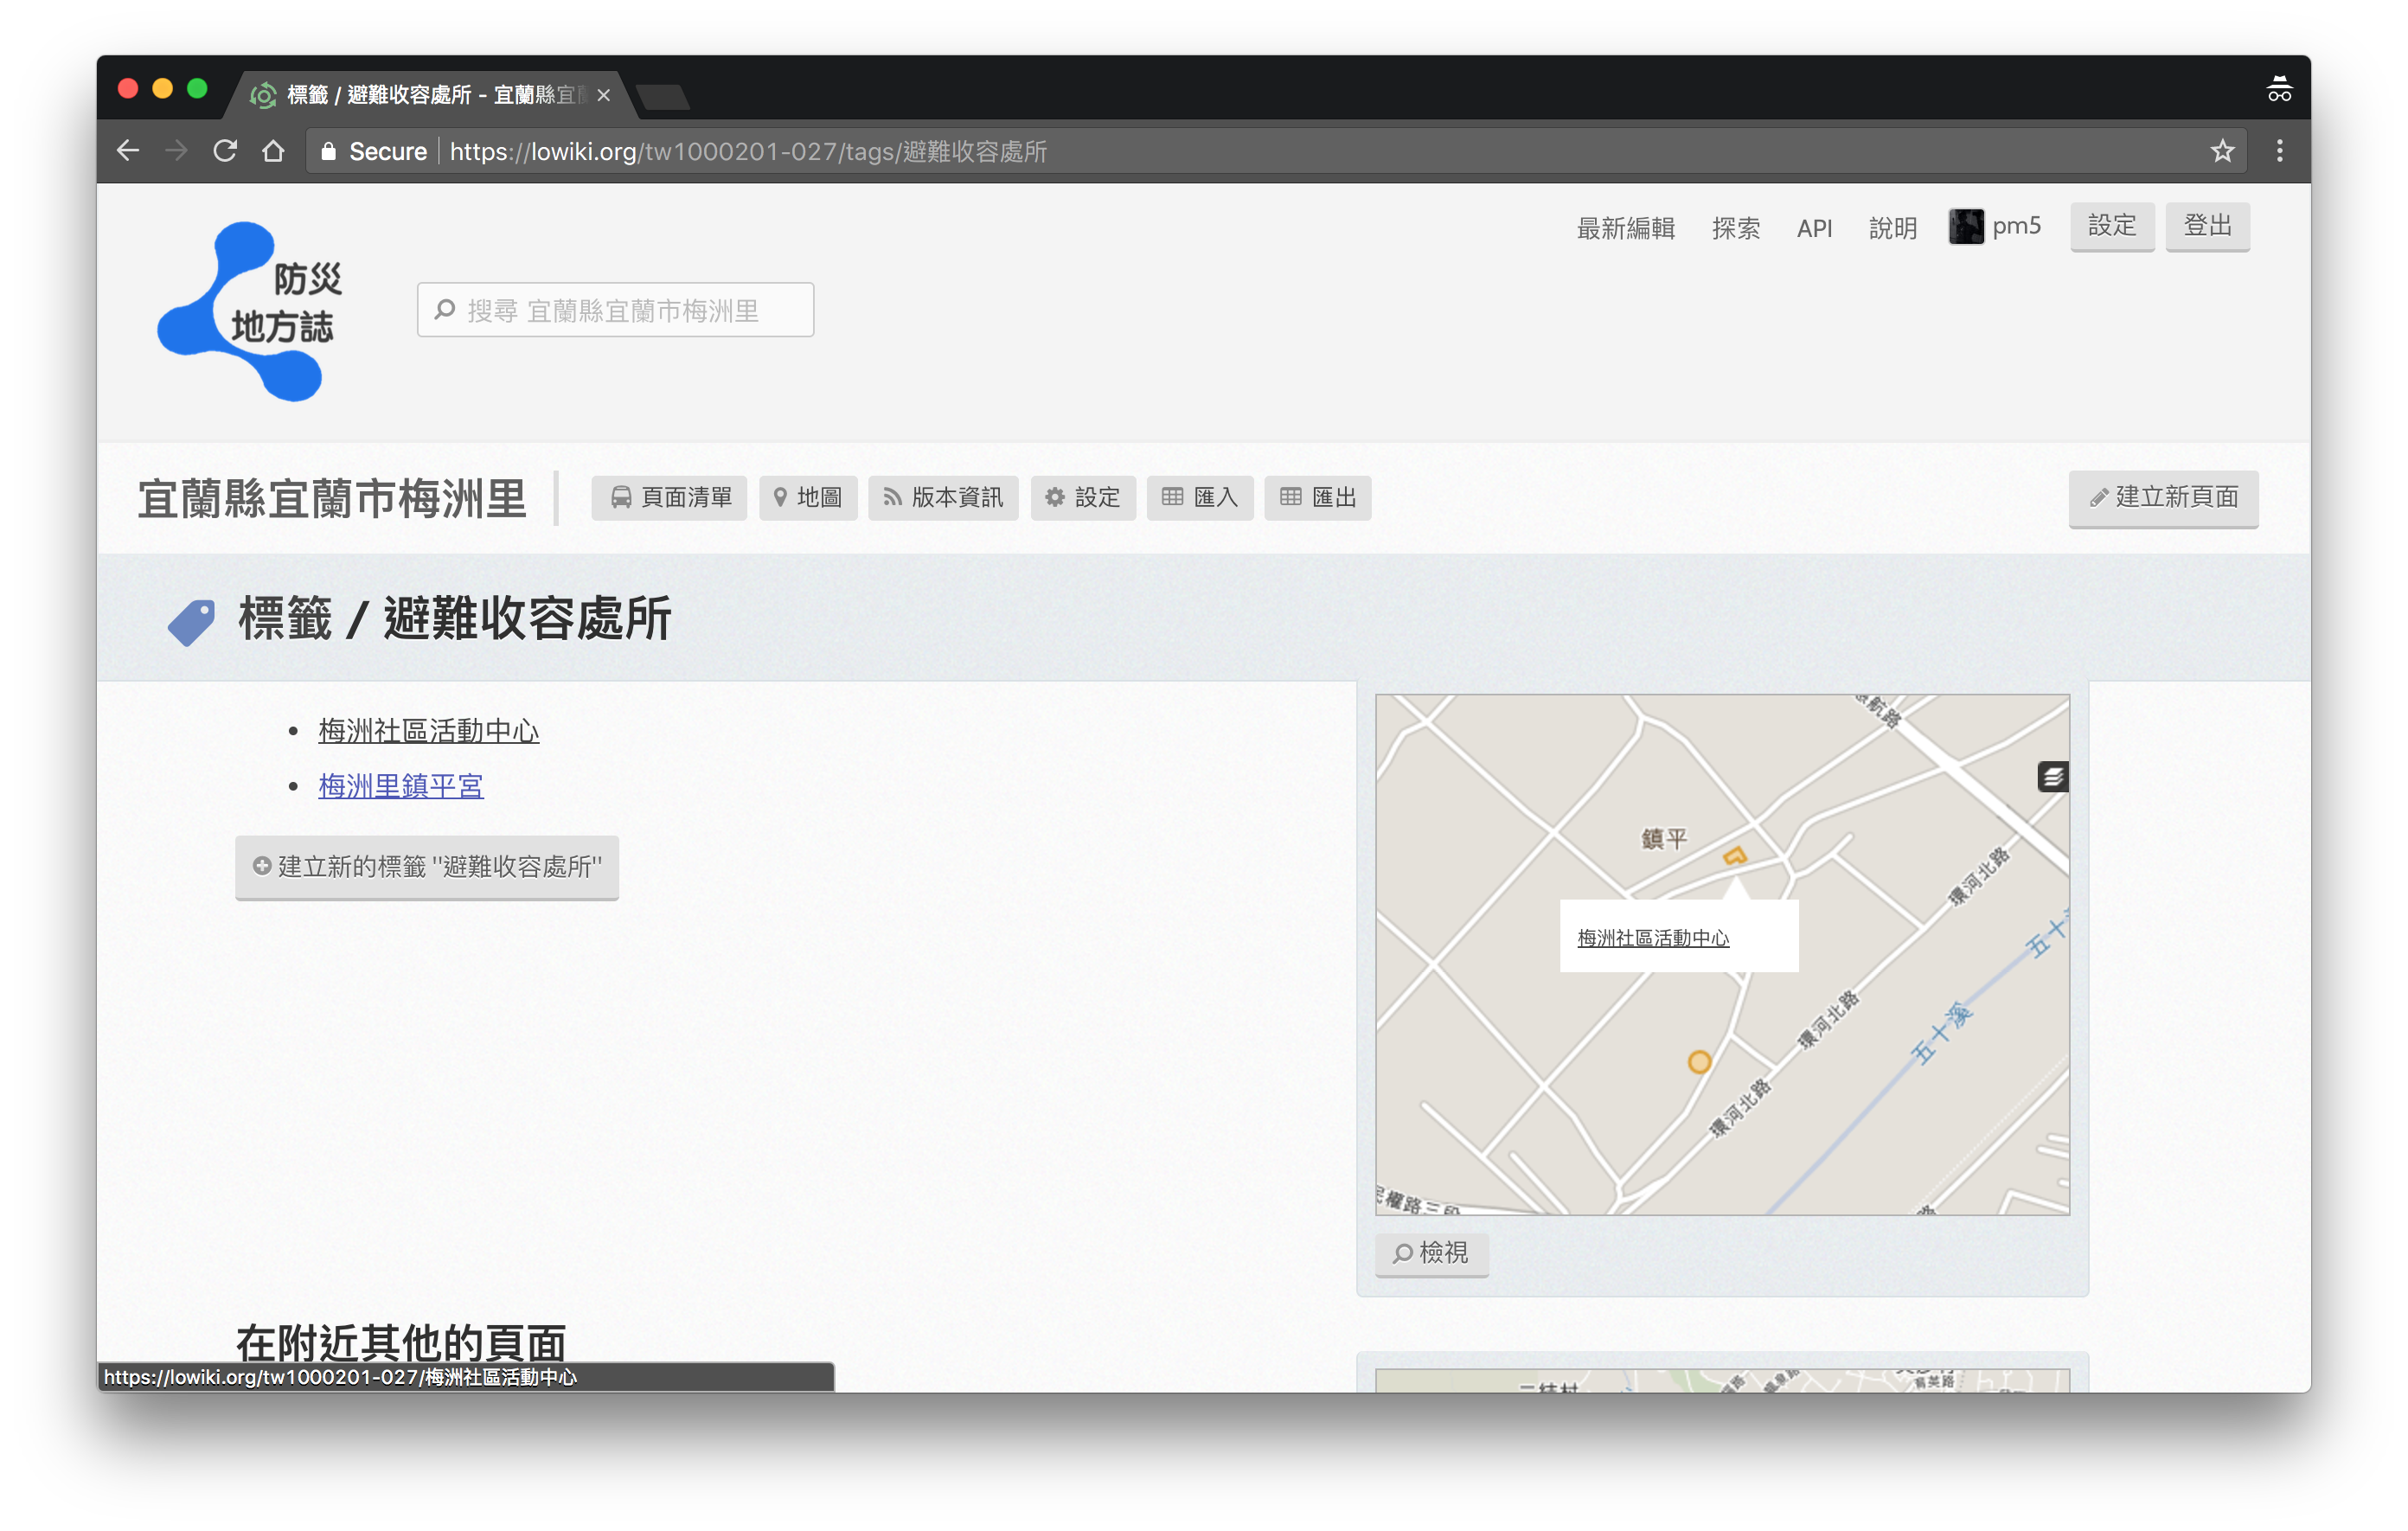 標籤 / 避難收容處所 - 宜蘭縣宜
Secure
https://lowiki.org/tw1000201-027/tags/避難收容處所
最新編輯
探索
API
說明
pm5
設定
登出
防災
地方誌
搜尋 宜蘭縣宜蘭市梅洲里
宜蘭縣宜蘭市梅洲里
頁面清單
地圖
版本資訊
設定
匯入
匯出
建立新頁面
標籤 / 避難收容處所
梅洲社區活動中心
梅洲里鎮平宮
建立新的標籤 "避難收容處所"
航路
鎮平
環河北路
五十
梅洲社區活動中心
環河北路
五十溪
環河北路
權路三段
路
檢視
在附近其他的頁面
https://lowiki.org/tw1000201-027/梅洲社區活動中心